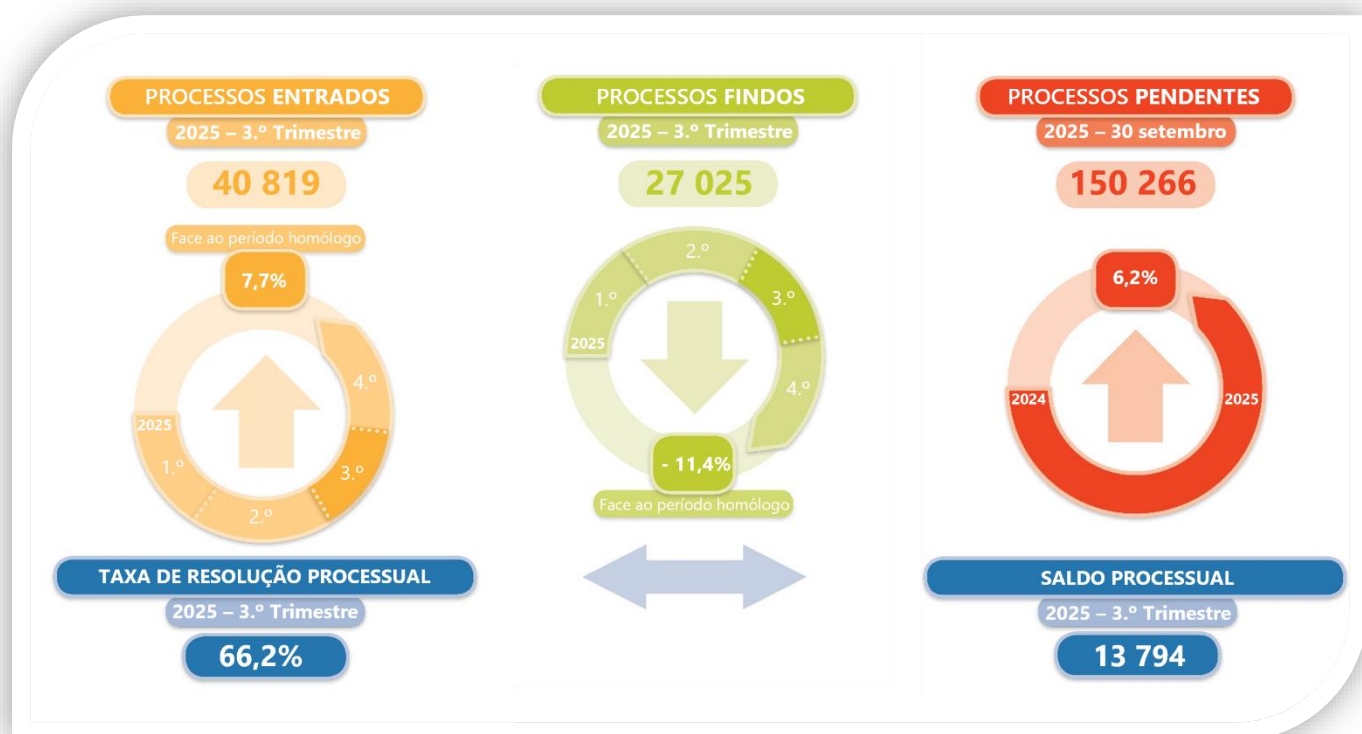 PROCESSOS ENTRADOS
2025 – 3.º Trimestre
40 819
Face ao período homólogo
7,7%
2025
1.º
2.º
3.º
4.º
TAXA DE RESOLUÇÃO PROCESSUAL
2025 – 3.º Trimestre
66,2%
PROCESSOS FINDOS
2025 – 3.º Trimestre
27 025
2025
1.º
2.º
3.º
4.º
- 11,4%
Face ao período homólogo
PROCESSOS PENDENTES
2025 – 30 setembro
150 266
6,2%
2024
2025
SALDO PROCESSUAL
2025 – 3.º Trimestre
13 794